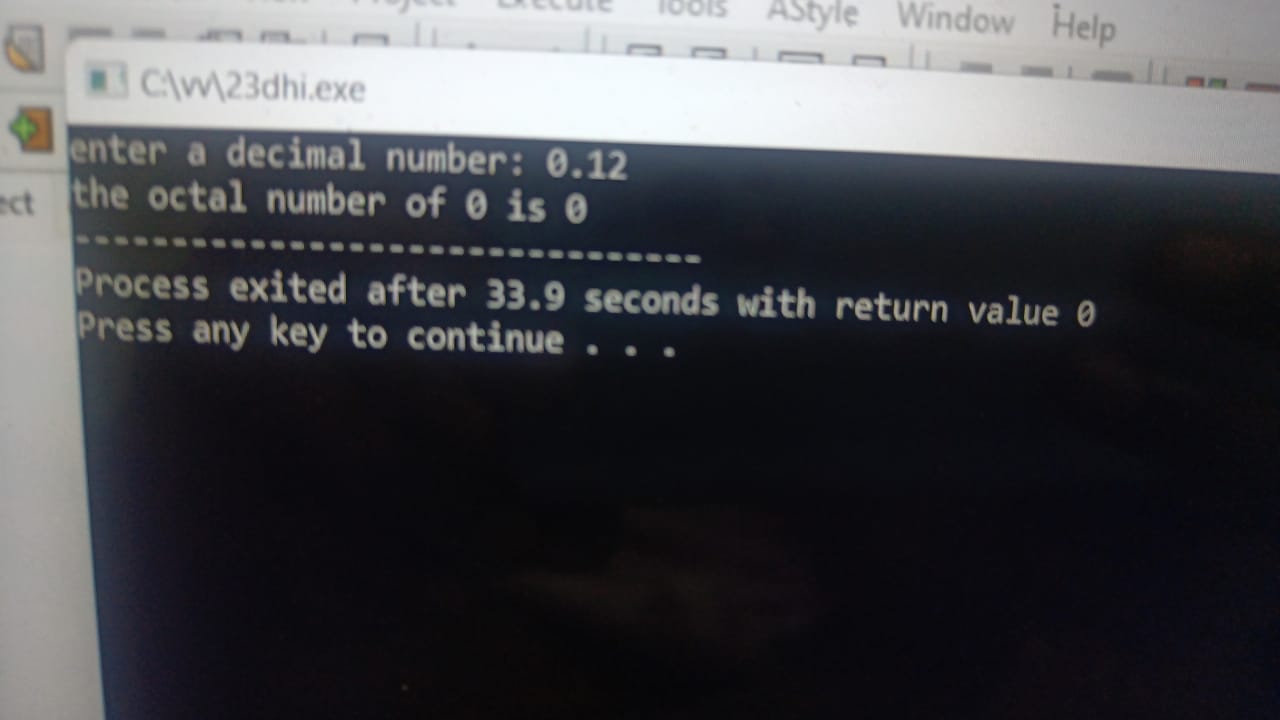 Project Execute Tools AStyle Window Help
C:\vv\23dhi.exe
ect
enter a decimal number: 0.12
the octal number of 0 is 0
--------------------------------
Process exited after 33.9 seconds with return value 0
Press any key to continue . . .